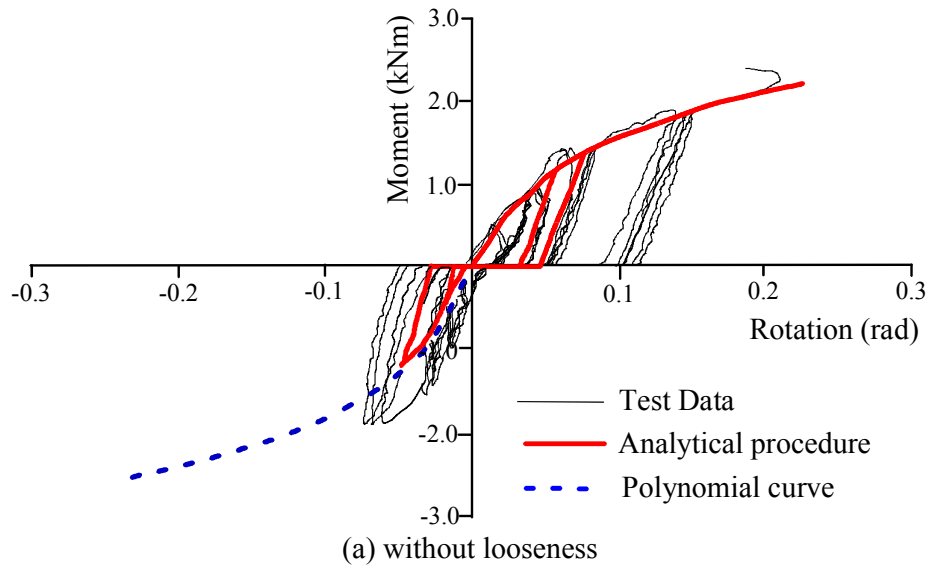 3.0
2.0
1.0
Moment (kNm)
-0.3
-0.2
-0.1
0.1
0.2
0.3
Rotation (rad)
0
-2.0
-3.0
Test Data
Analytical procedure
Polynomial curve
(a) without looseness